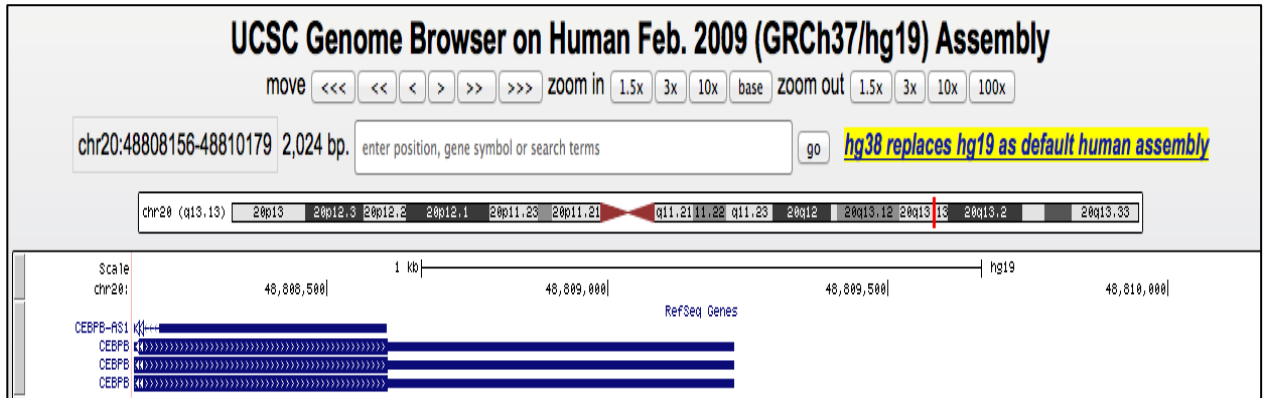 UCSC Genome Browser on Human Feb. 2009 (GRCh37/hg19) Assembly
move <<< << < > >> >>> zoom in 1.5x 3x 10x base zoom out 1.5x 3x 10x 100x
chr20:48808156-48810179 2,024 bp. enter position, gene symbol or search terms go hg38 replaces hg19 as default human assembly
chr20 (q13.13) 20p13 20p12.3 20p12.2 20p12.1 20p11.23 20p11.21 q11.21 11.22 q11.23 20q12 20q13.12 20q13.13 20q13.2 20q13.33
Scale 1 kb hg19
chr20: 48,808,500 48,809,000 48,809,500 48,810,000
RefSeq Genes
CEBPB-AS1
CEBPB
CEBPB
CEBPB